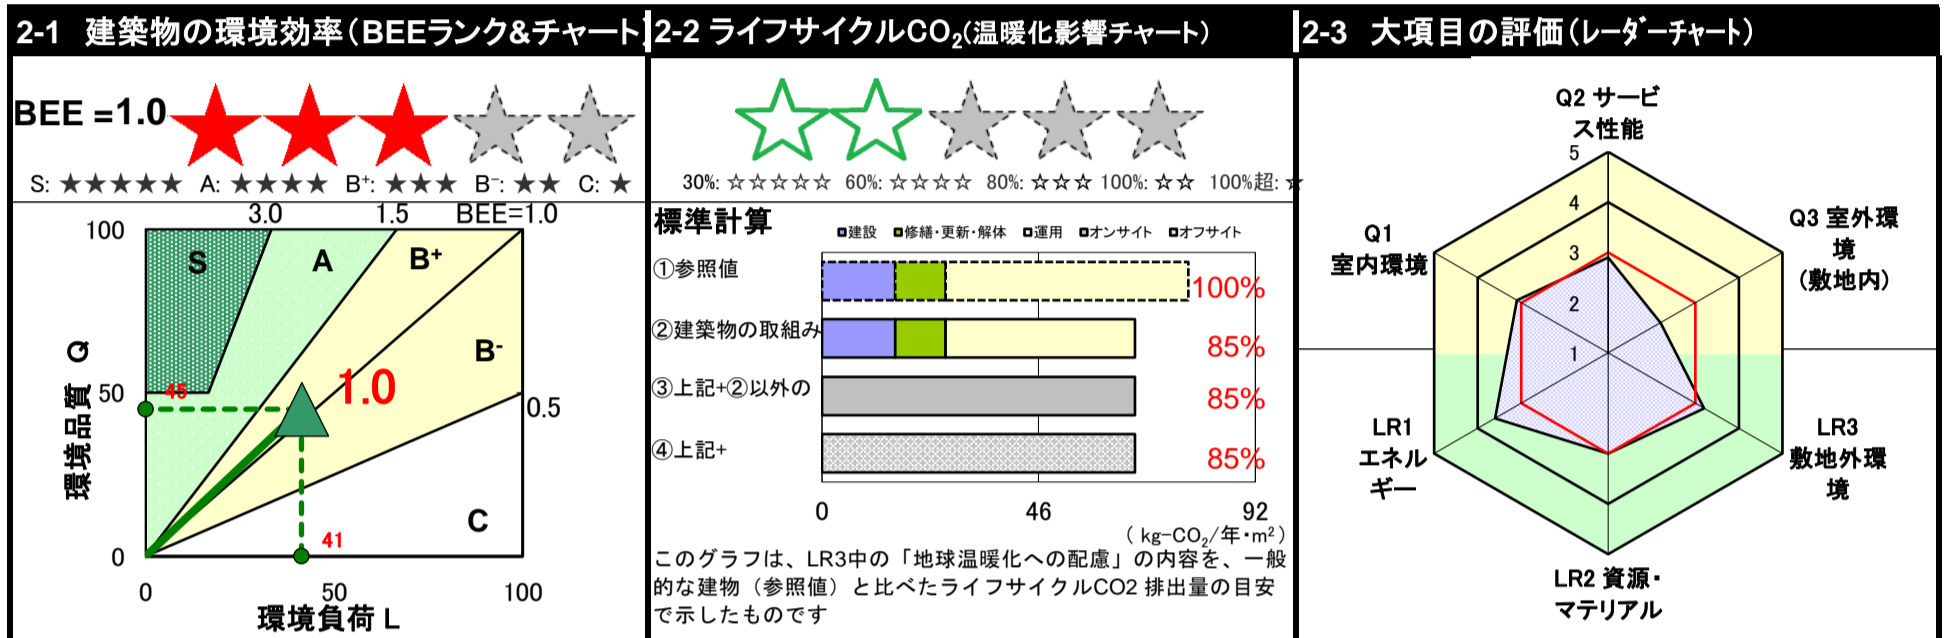 2-1 建築物の環境効率(BEEランク&チャート)
BEE =1.0
S: ★★★★★ A: ★★★★ B⁺: ★★★ B⁻: ★★ C: ★
3.0 1.5 BEE=1.0
100
S
A
B⁺
B⁻
環境品質 Q
50
45
1.0
0.5
C
41
0
0 50 100
環境負荷 L
2-2 ライフサイクルCO₂(温暖化影響チャート)
30%: ☆☆☆☆☆ 60%: ☆☆☆☆ 80%: ☆☆☆ 100%: ☆☆ 100%超: ☆
標準計算
建設 修繕・更新・解体 運用 オンサイト オフサイト
①参照値 100%
②建築物の取組み 85%
③上記+②以外の 85%
④上記+ 85%
0 46 92
( kg-CO₂/年・m² )
このグラフは、LR3中の「地球温暖化への配慮」の内容を、一般
的な建物(参照値)と比べたライフサイクルCO2 排出量の目安
で示したものです
2-3 大項目の評価(レーダーチャート)
Q2 サービ
ス性能
5
4
3
2
1
Q3 室外環
境
(敷地内)
Q1
室内環境
LR1
エネル
ギー
LR3
敷地外環
境
LR2 資源・
マテリアル